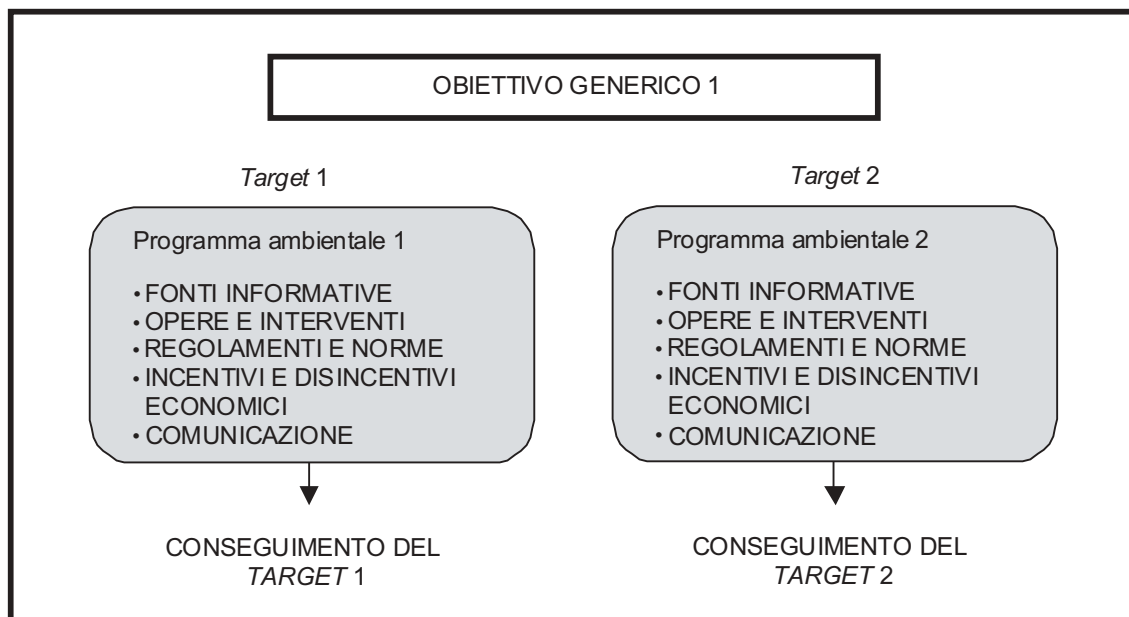 OBIETTIVO GENERICO 1
Target 1
Programma ambientale 1
• FONTI INFORMATIVE
• OPERE E INTERVENTI
• REGOLAMENTI E NORME
• INCENTIVI E DISINCENTIVI
ECONOMICI
• COMUNICAZIONE
CONSEGUIMENTO DEL
TARGET 1
Target 2
Programma ambientale 2
• FONTI INFORMATIVE
• OPERE E INTERVENTI
• REGOLAMENTI E NORME
• INCENTIVI E DISINCENTIVI
ECONOMICI
• COMUNICAZIONE
CONSEGUIMENTO DEL
TARGET 2